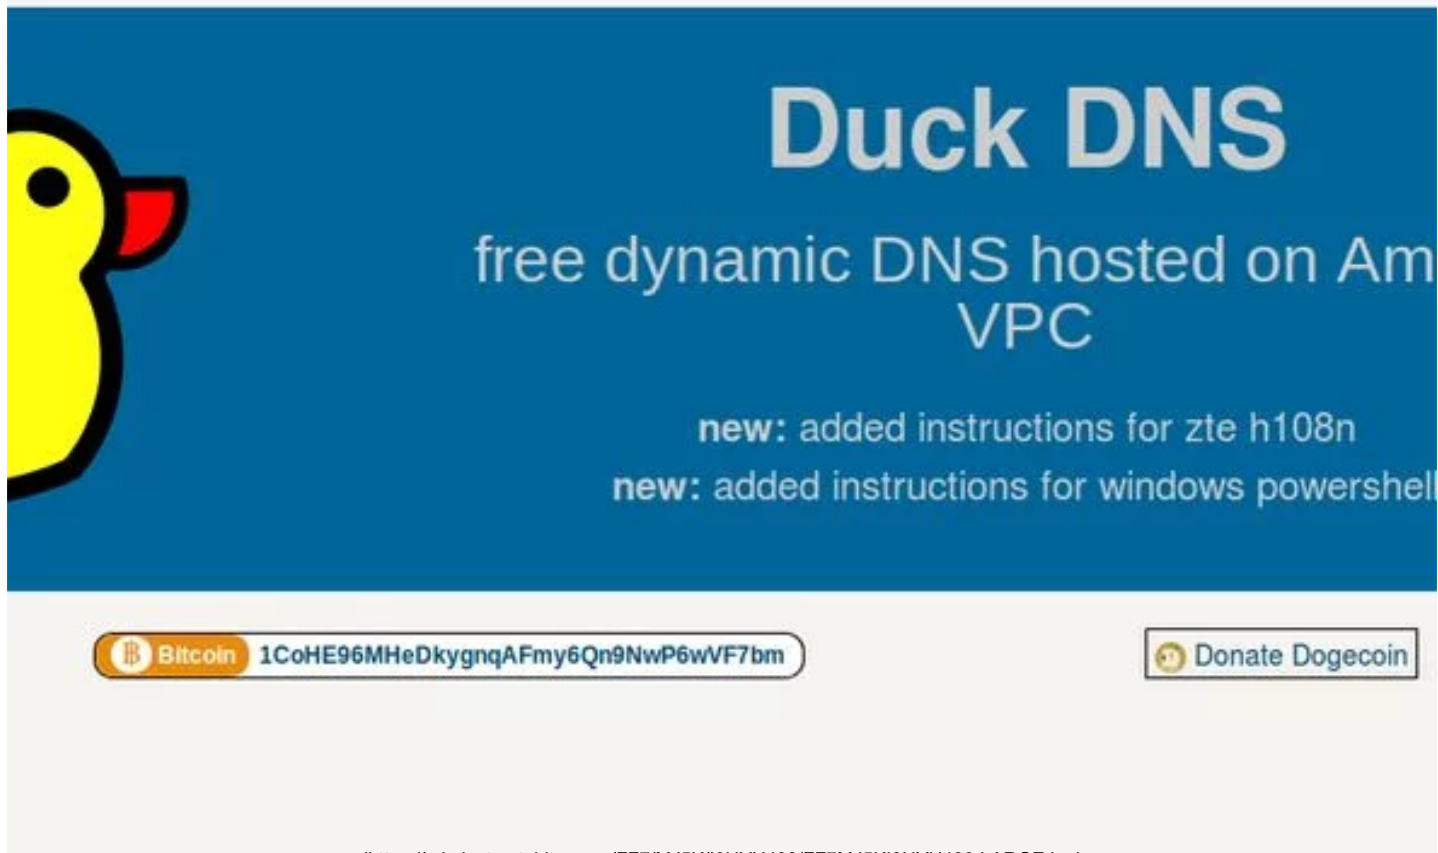 Duck DNS
free dynamic DNS hosted on Am
VPC
new: added instructions for zte h108n
new: added instructions for windows powershell
Bitcoin 1CoHE96MHeDkygnqAFmy6Qn9NwP6wVF7bm
Donate Dogecoin